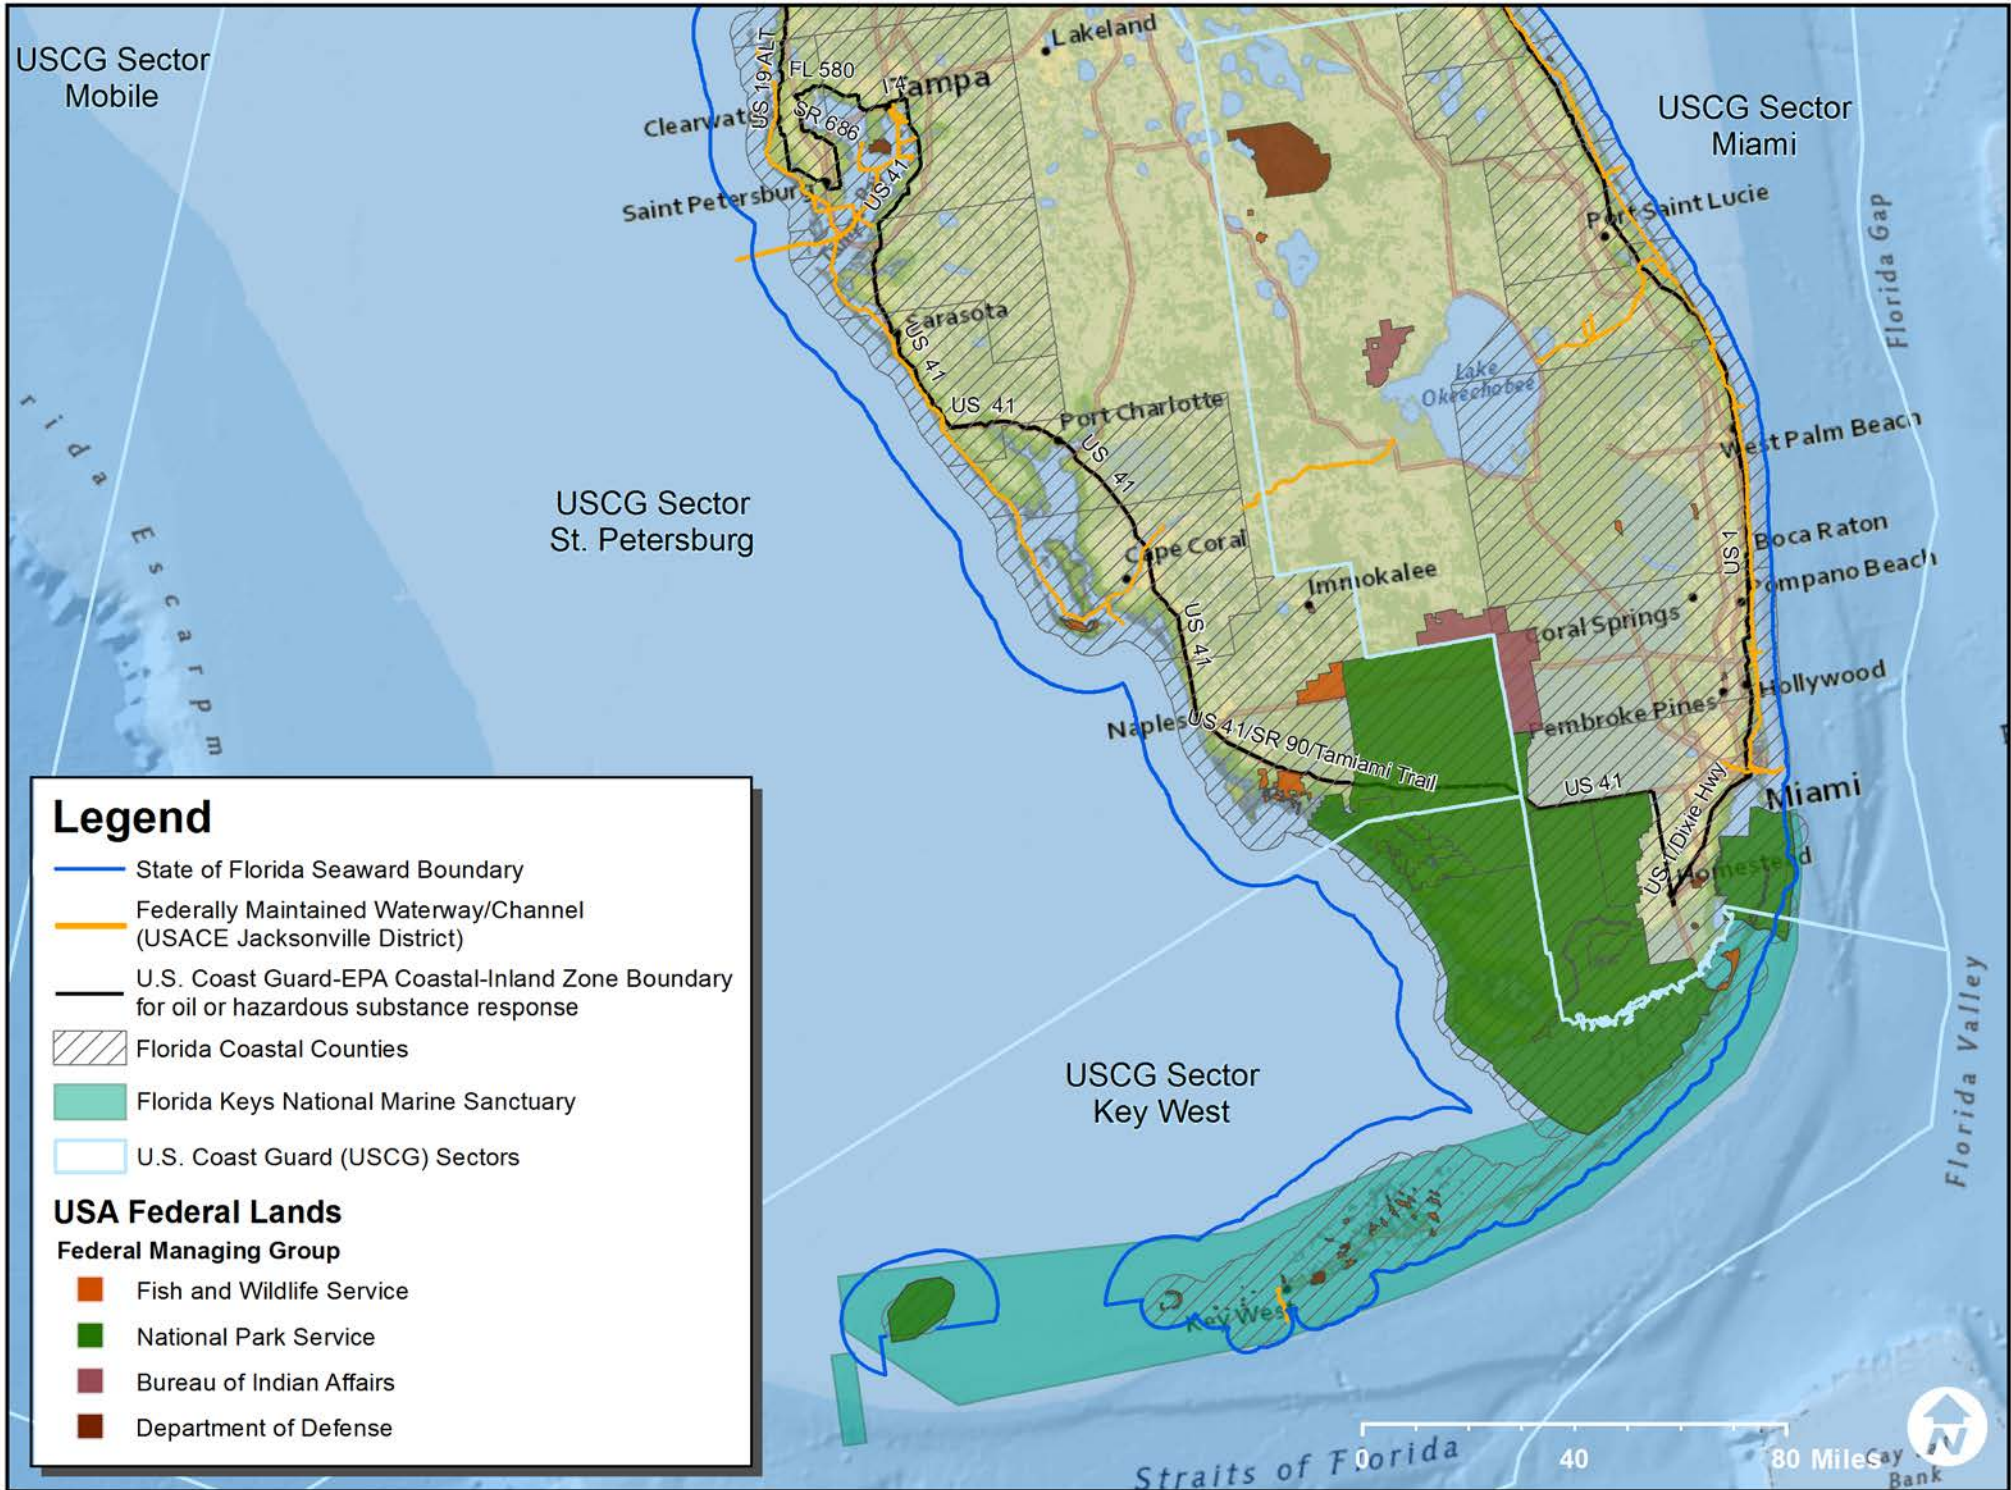 USCG Sector
Mobile
Lakeland
US 19 ALT
FL 580
I 4
Tampa
Clearwate
SR 686
US 41
Saint Petersburg
USCG Sector
Miami
Port Saint Lucie
Florida Gap
Sarasota
US 41
Lake
Okeechobee
US 41
Port Charlotte
US 41
West Palm Beach
rida Escarpm
USCG Sector
St. Petersburg
Cape Coral
Immokalee
US 1
Boca Raton
Pompano Beach
US 41
Coral Springs
Hollywood
Pembroke Pines
Naples
US 41/SR 90/Tamiami Trail
US 41
Miami
US 1/Dixie Hwy
Homestead
Florida Valley
USCG Sector
Key West
Key West
Straits of Florida
0 40 80 Miles
Bank
N
Legend
State of Florida Seaward Boundary
Federally Maintained Waterway/Channel
(USACE Jacksonville District)
U.S. Coast Guard-EPA Coastal-Inland Zone Boundary
for oil or hazardous substance response
Florida Coastal Counties
Florida Keys National Marine Sanctuary
U.S. Coast Guard (USCG) Sectors
USA Federal Lands
Federal Managing Group
Fish and Wildlife Service
National Park Service
Bureau of Indian Affairs
Department of Defense